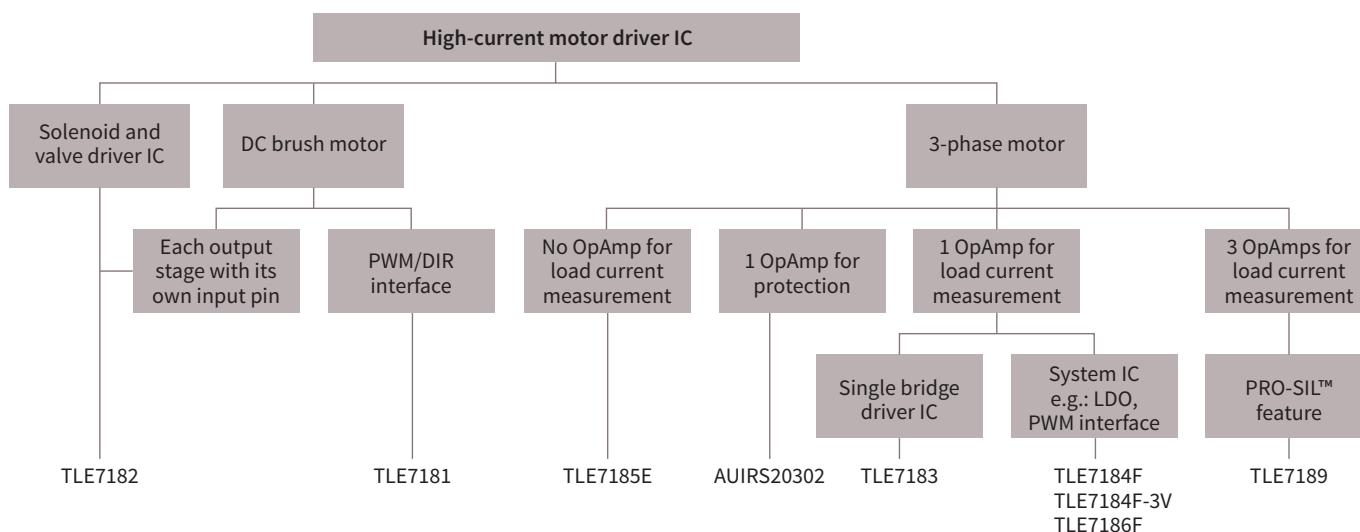 High-current motor driver IC
Solenoid and
valve driver IC
DC brush motor
3-phase motor
Each output
stage with its
own input pin
PWM/DIR
interface
No OpAmp for
load current
measurement
1 OpAmp for
protection
1 OpAmp for
load current
measurement
3 OpAmps for
load current
measurement
Single bridge
driver IC
System IC
e.g.: LDO,
PWM interface
PRO-SIL™
feature
TLE7182
TLE7181
TLE7185E
AUIRS20302
TLE7183
TLE7184F
TLE7184F-3V
TLE7186F
TLE7189